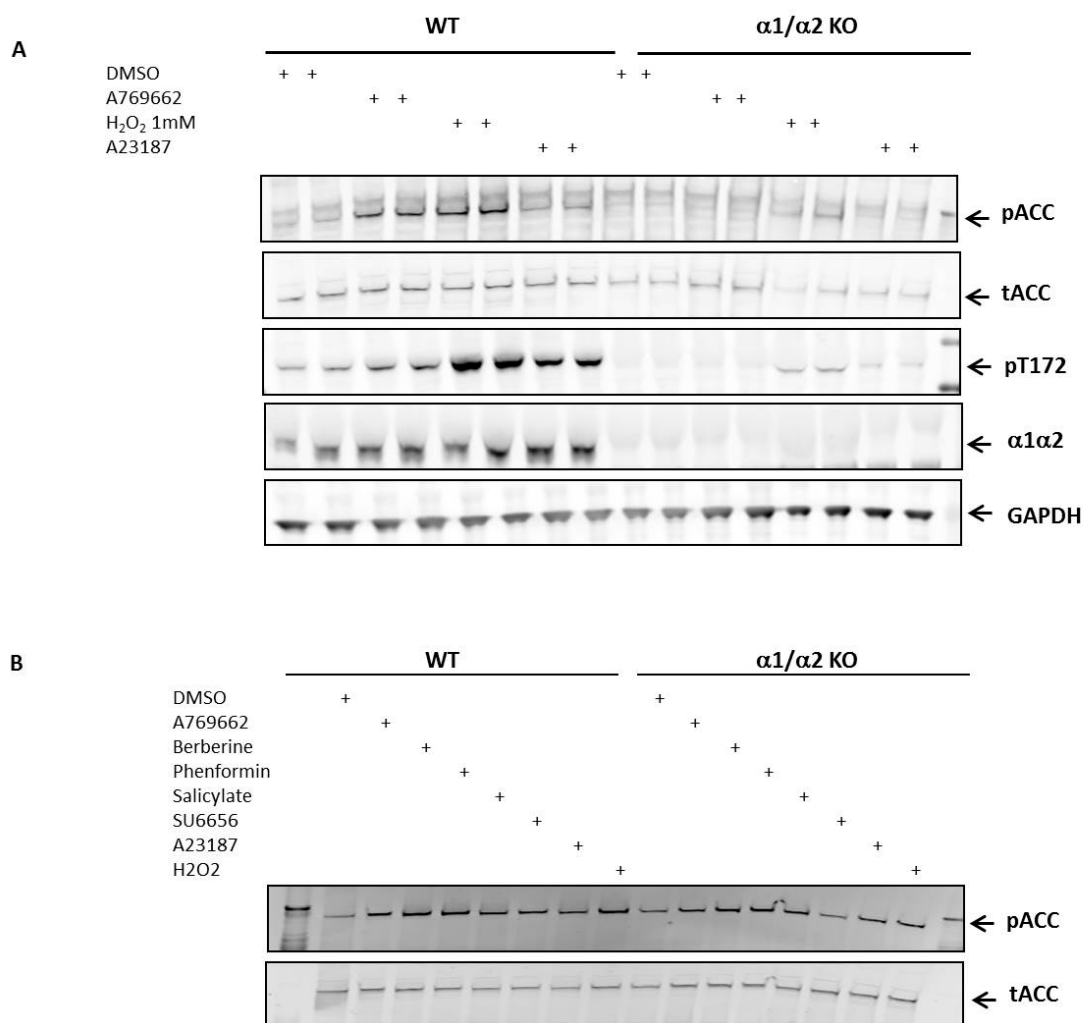 A
WT α1/α2 KO
DMSO + + + +
A769662 + + + +
H₂O₂ 1mM + + + +
A23187 + + + +
pACC
tACC
pT172
α1α2
GAPDH
B
WT α1/α2 KO
DMSO + +
A769662 + +
Berberine + +
Phenformin + +
Salicylate + +
SU6656 + +
A23187 + +
H2O2 + +
pACC
tACC